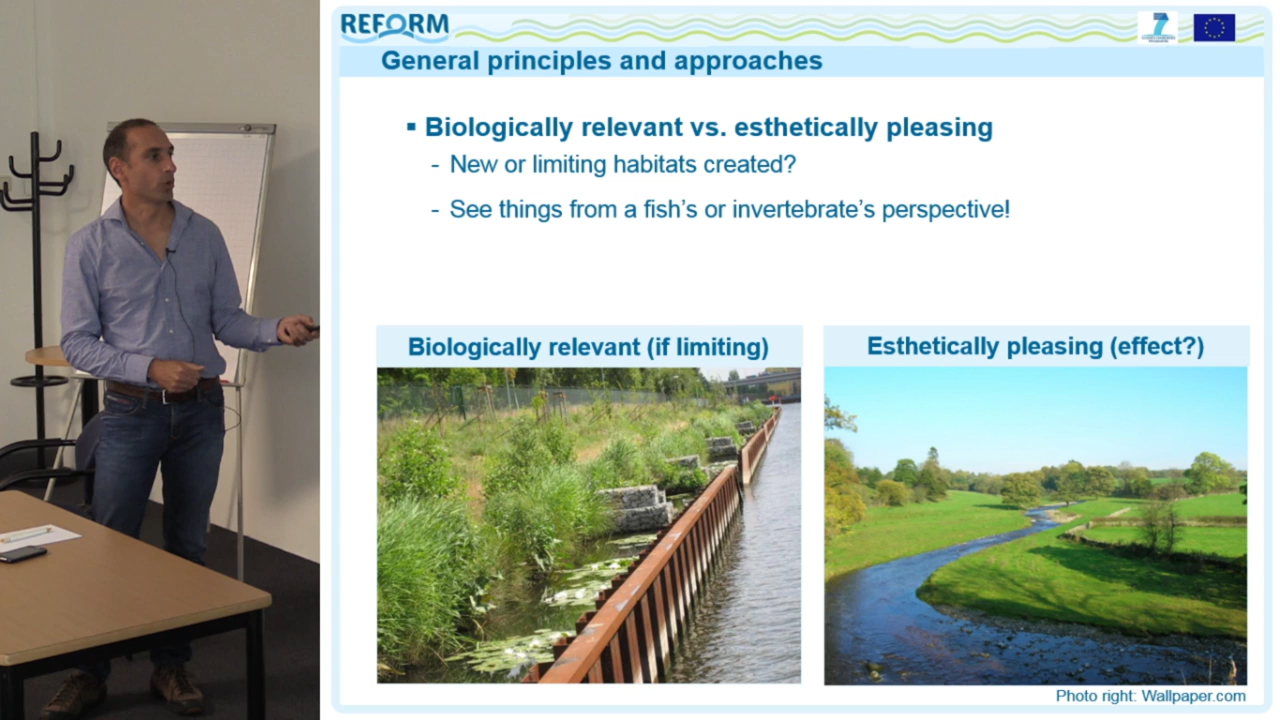 REFORM
General principles and approaches
▪ Biologically relevant vs. esthetically pleasing
- New or limiting habitats created?
- See things from a fish's or invertebrate's perspective!
Biologically relevant (if limiting)
Esthetically pleasing (effect?)
Photo right: Wallpaper.com